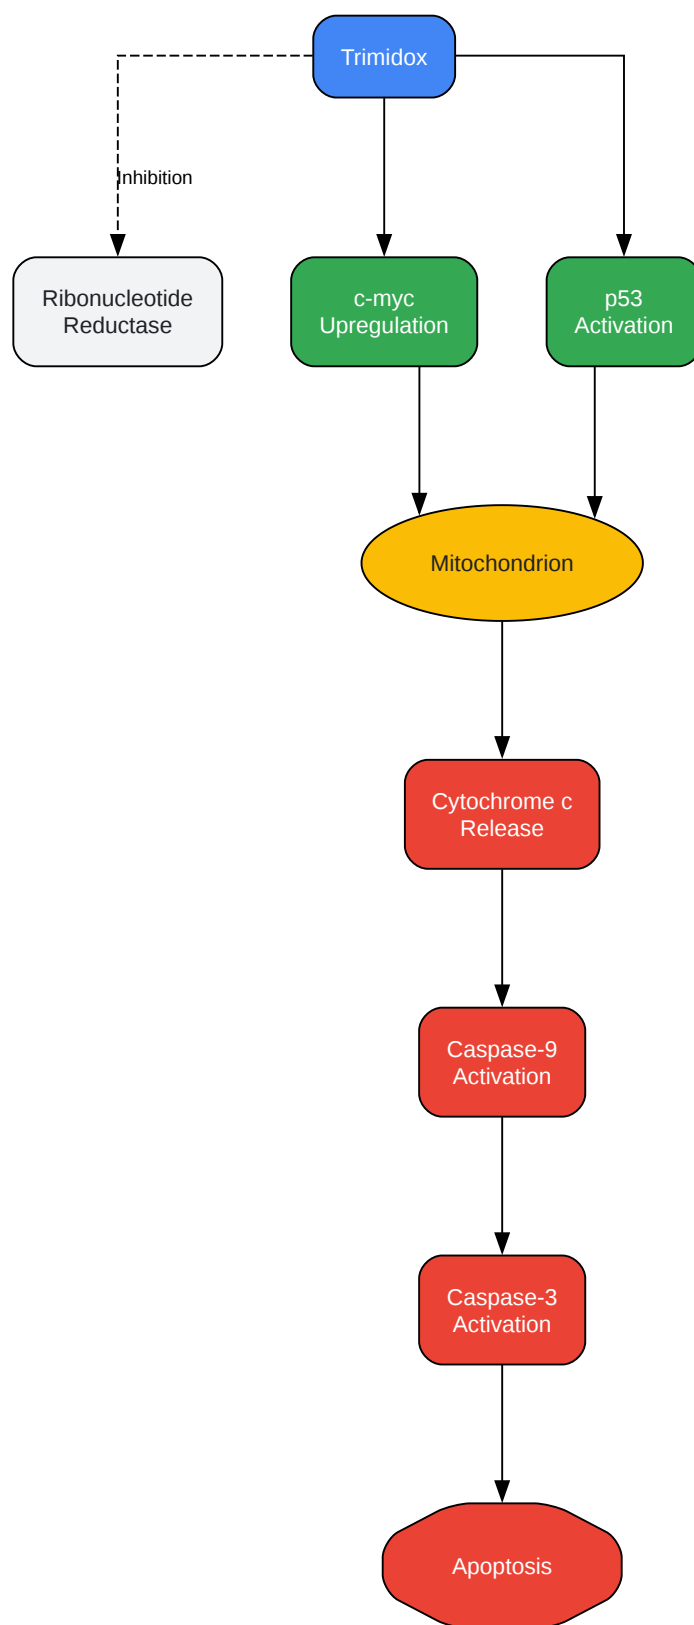 Trimidox
Inhibition
Ribonucleotide
Reductase
c-myc
Upregulation
p53
Activation
Mitochondrion
Cytochrome c
Release
Caspase-9
Activation
Caspase-3
Activation
Apoptosis